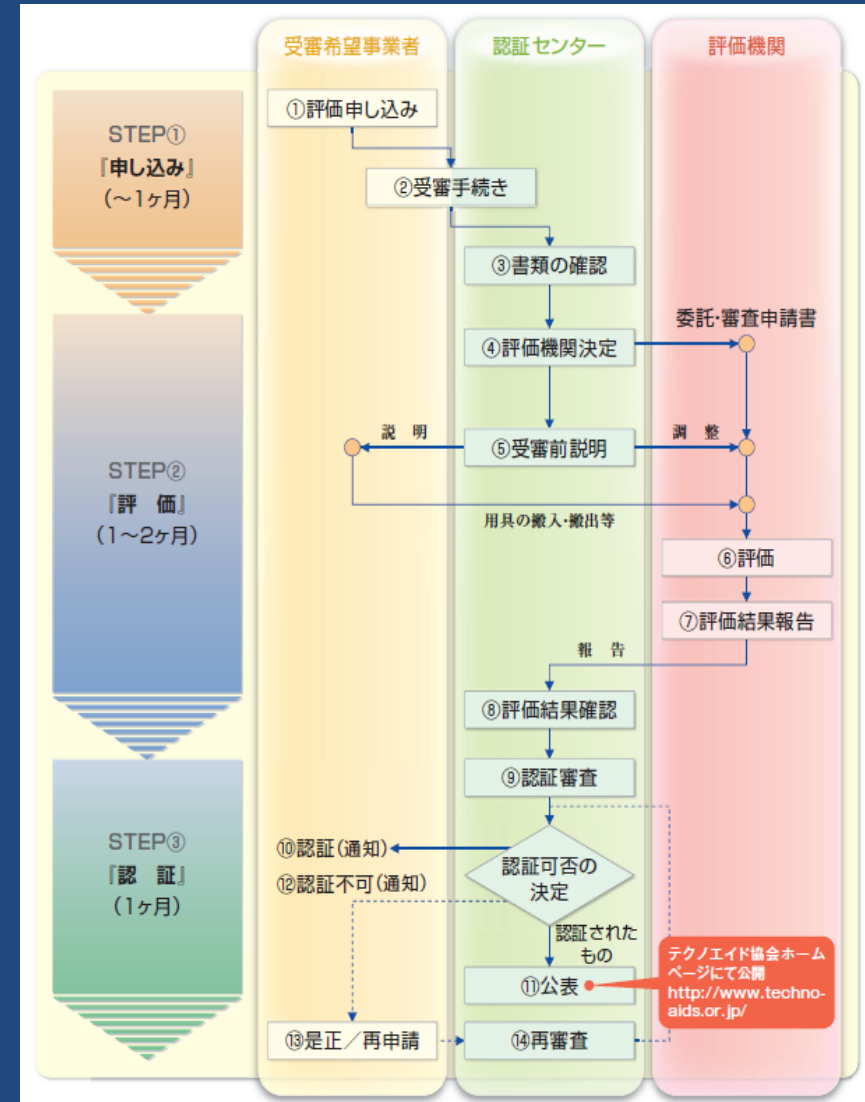 受審希望事業者
認証センター
評価機関
STEP①
『申し込み』
(〜1ヶ月)
①評価申し込み
②受審手続き
③書類の確認
委託・審査申請書
④評価機関決定
STEP②
『評　価』
(1〜2ヶ月)
説　明
⑤受審前説明
調　整
用具の搬入・搬出等
⑥評価
⑦評価結果報告
報　告
⑧評価結果確認
⑨認証審査
STEP③
『認　証』
(1ヶ月)
⑩認証(通知)
⑫認証不可(通知)
認証可否の
決定
認証された
もの
⑪公表
テクノエイド協会ホーム
ページにて公開
http://www.techno-
aids.or.jp/
⑬是正／再申請
⑭再審査